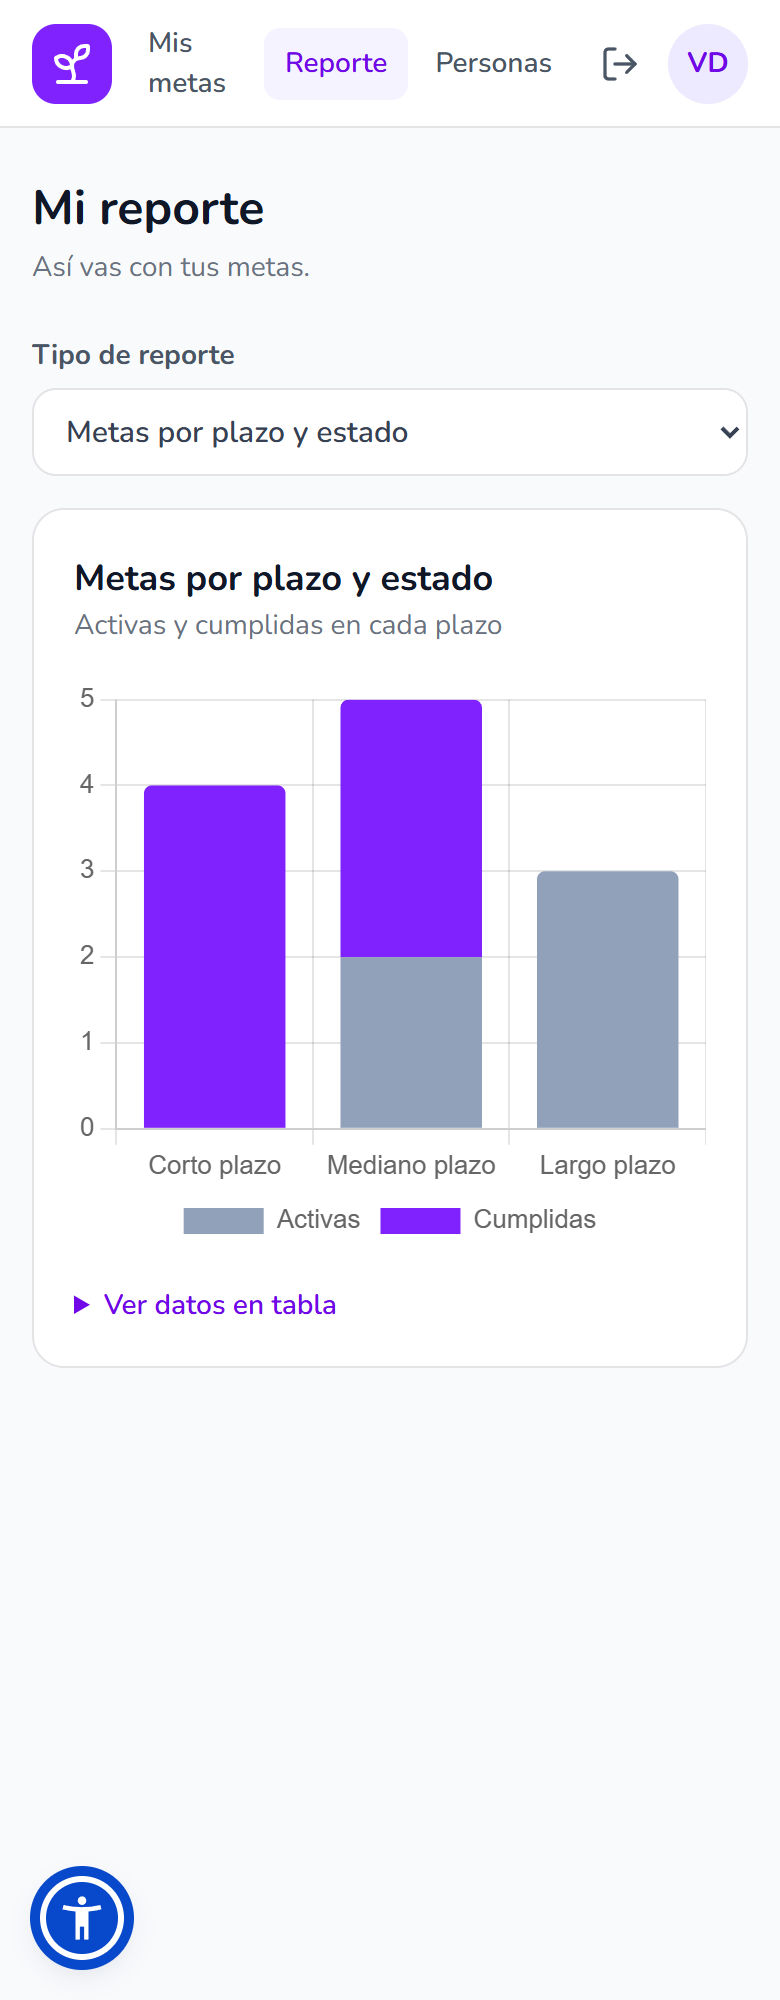 Mis
metas
Reporte
Personas
VD
Mi reporte
Así vas con tus metas.
Tipo de reporte
Metas por plazo y estado
Metas por plazo y estado
Activas y cumplidas en cada plazo
5
4
3
2
1
0
Corto plazo
Mediano plazo
Largo plazo
Activas
Cumplidas
Ver datos en tabla